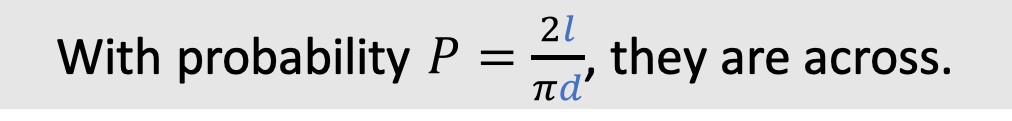 With probability P = 2l/πd, they are across.